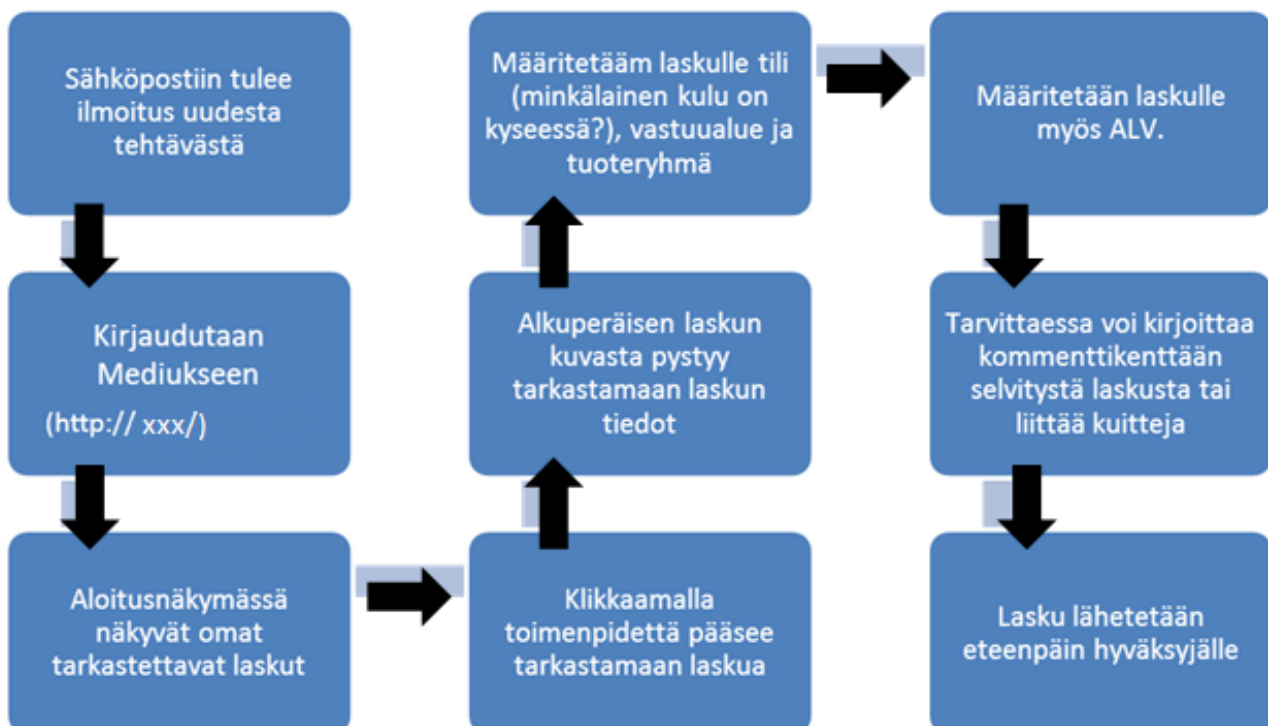 Sähköpostiin tulee
ilmoitus uudesta
tehtävästä
Kirjaudutaan
Mediukseen
(http:// xxx/)
Aloitusnäkymässä
näkyvät omat
tarkastettavat laskut
Klikkaamalla
toimenpidettä pääsee
tarkastamaan laskua
Alkuperäisen laskun
kuvasta pystyy
tarkastamaan laskun
tiedot
Määritetääm laskulle tili
(minkälainen kulu on
kyseessä?), vastuualue ja
tuoteryhmä
Määritetään laskulle
myös ALV.
Tarvittaessa voi kirjoittaa
kommenttikenttään
selvitystä laskusta tai
liittää kuitteja
Lasku lähetetään
eteenpäin hyväksyjälle